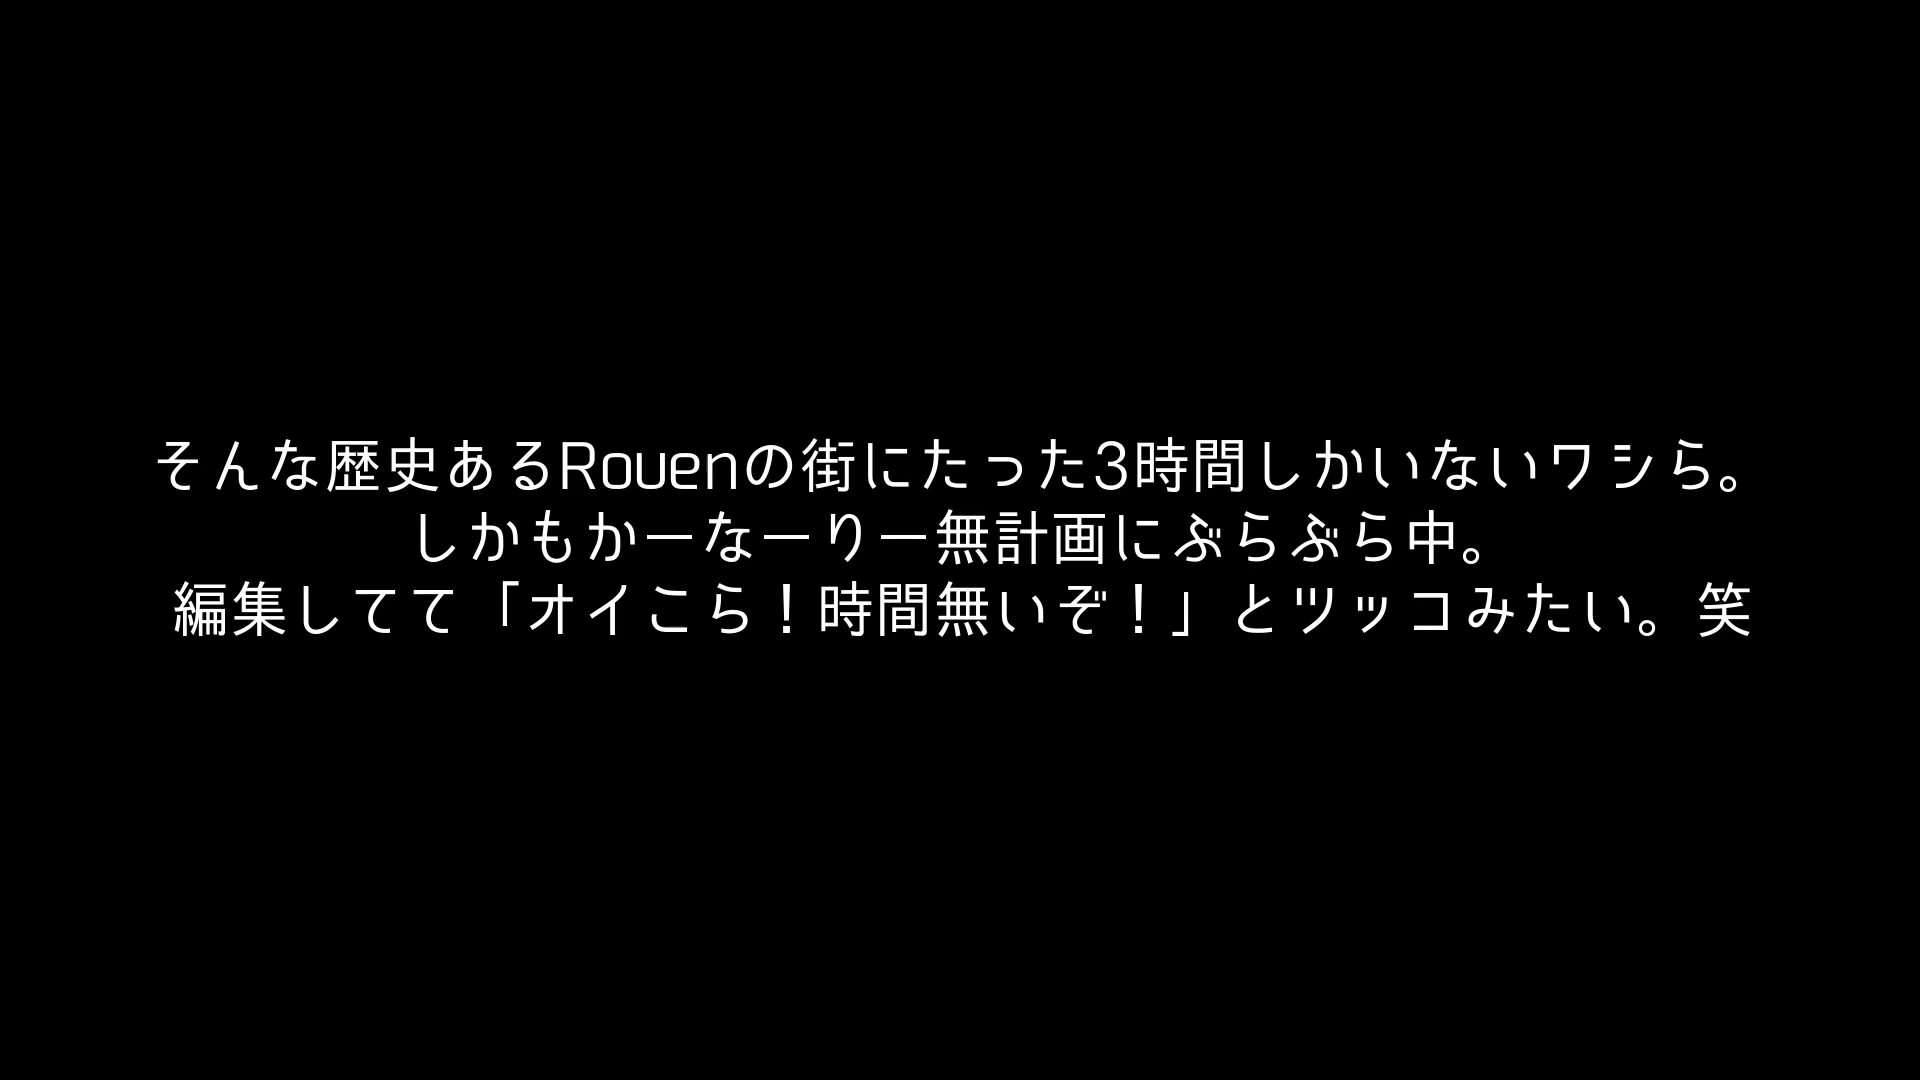 そんな歴史あるRouenの街にたった3時間しかいないワシら。
しかもかーなーりー無計画にぶらぶら中。
編集してて「オイこら！時間無いぞ！」とツッコみたい。笑